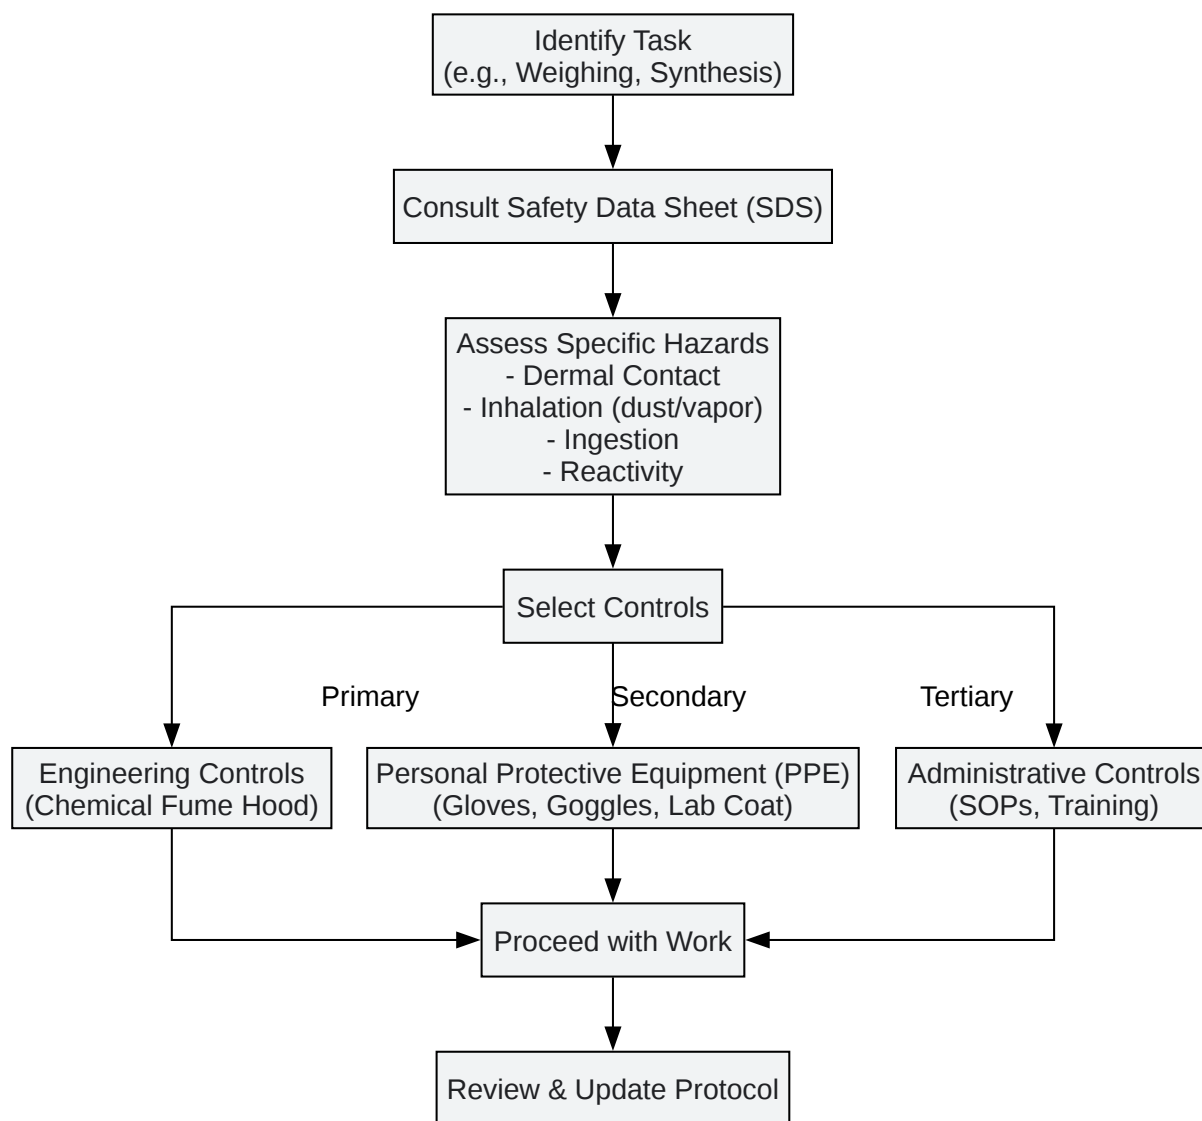 Identify Task
(e.g., Weighing, Synthesis)
Consult Safety Data Sheet (SDS)
Assess Specific Hazards
- Dermal Contact
- Inhalation (dust/vapor)
- Ingestion
- Reactivity
Select Controls
Primary
Secondary
Tertiary
Engineering Controls
(Chemical Fume Hood)
Personal Protective Equipment (PPE)
(Gloves, Goggles, Lab Coat)
Administrative Controls
(SOPs, Training)
Proceed with Work
Review & Update Protocol